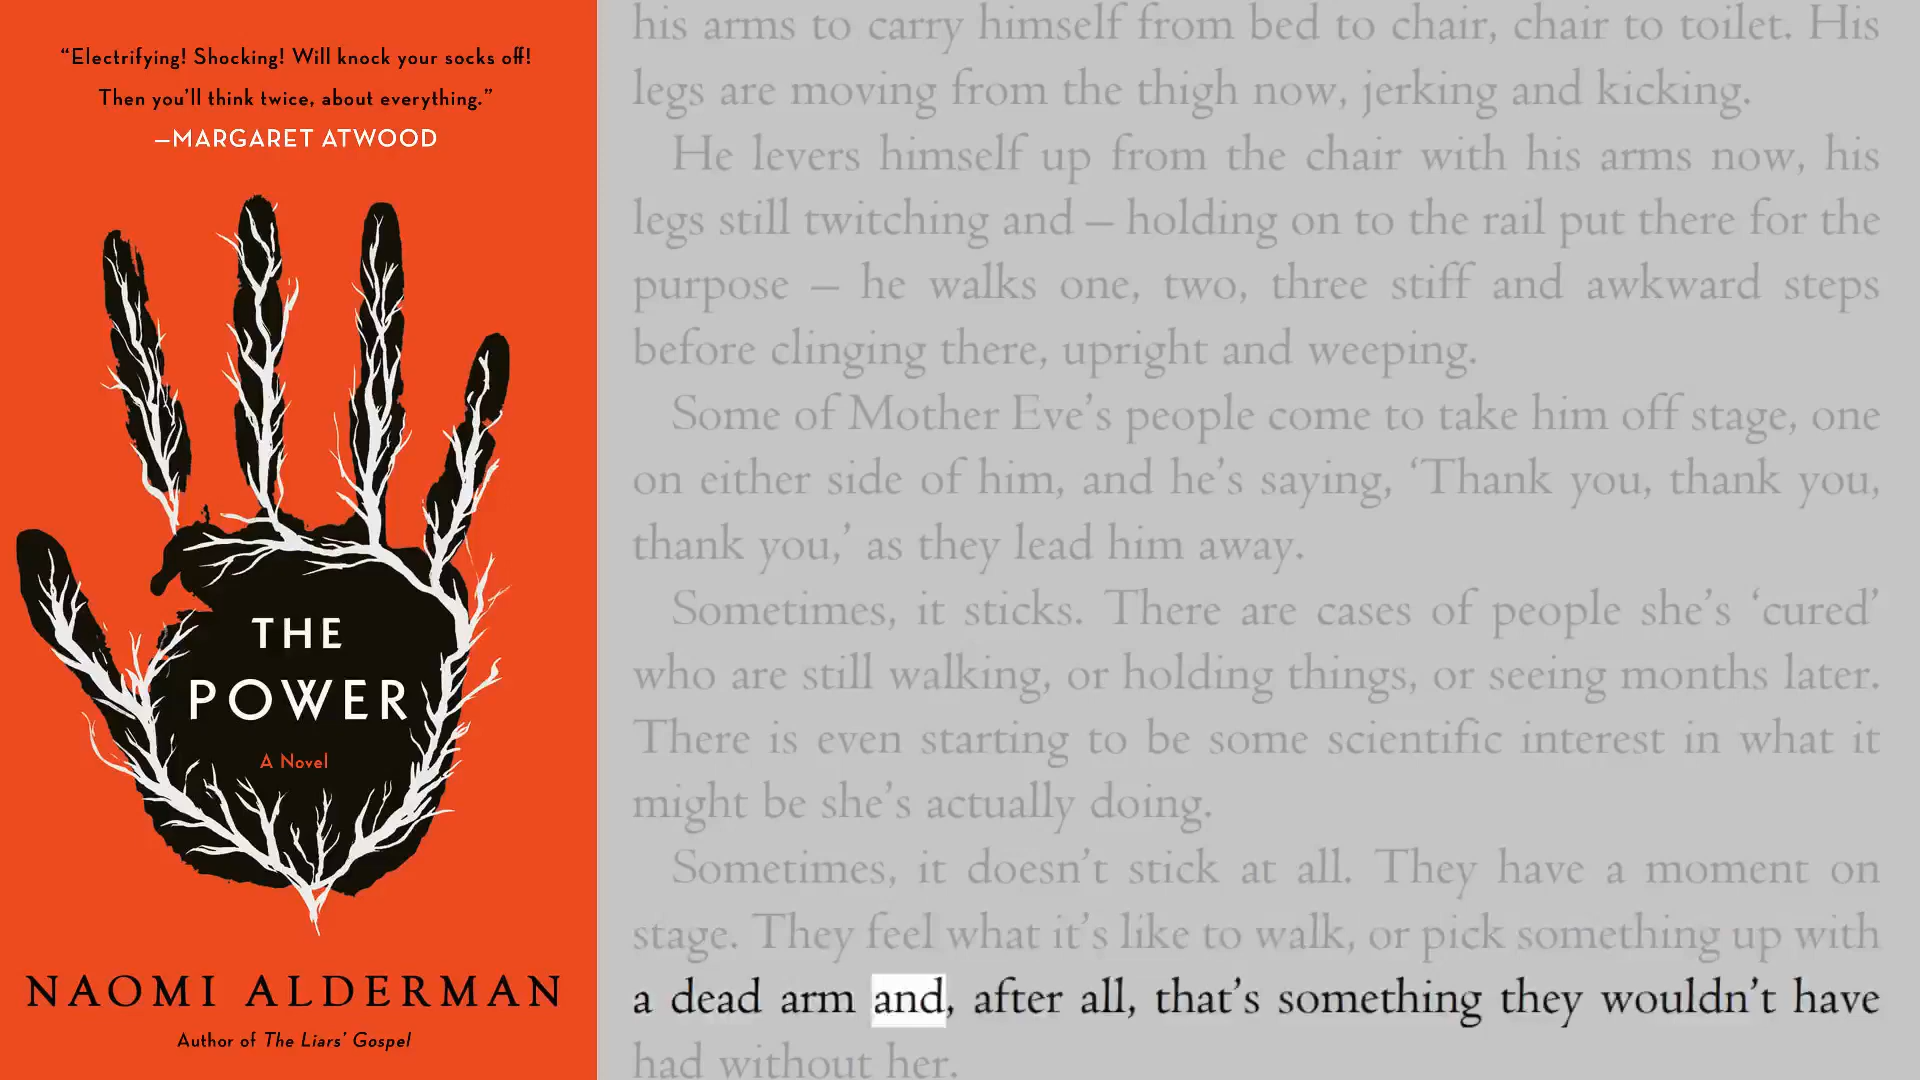 “Electrifying! Shocking! Will knock your socks off!
Then you’ll think twice, about everything.”
—MARGARET ATWOOD
THE
POWER
A Novel
NAOMI ALDERMAN
Author of The Liars’ Gospel
his arms to carry himself from bed to chair, chair to toilet. His
legs are moving from the thigh now, jerking and kicking.
He levers himself up from the chair with his arms now, his
legs still twitching and – holding on to the rail put there for the
purpose – he walks one, two, three stiff and awkward steps
before clinging there, upright and weeping.
Some of Mother Eve’s people come to take him off stage, one
on either side of him, and he’s saying, ‘Thank you, thank you,
thank you,’ as they lead him away.
Sometimes, it sticks. There are cases of people she’s ‘cured’
who are still walking, or holding things, or seeing months later.
There is even starting to be some scientific interest in what it
might be she’s actually doing.
Sometimes, it doesn’t stick at all. They have a moment on
stage. They feel what it’s like to walk, or pick something up with
a dead arm and, after all, that’s something they wouldn’t have
had without her.